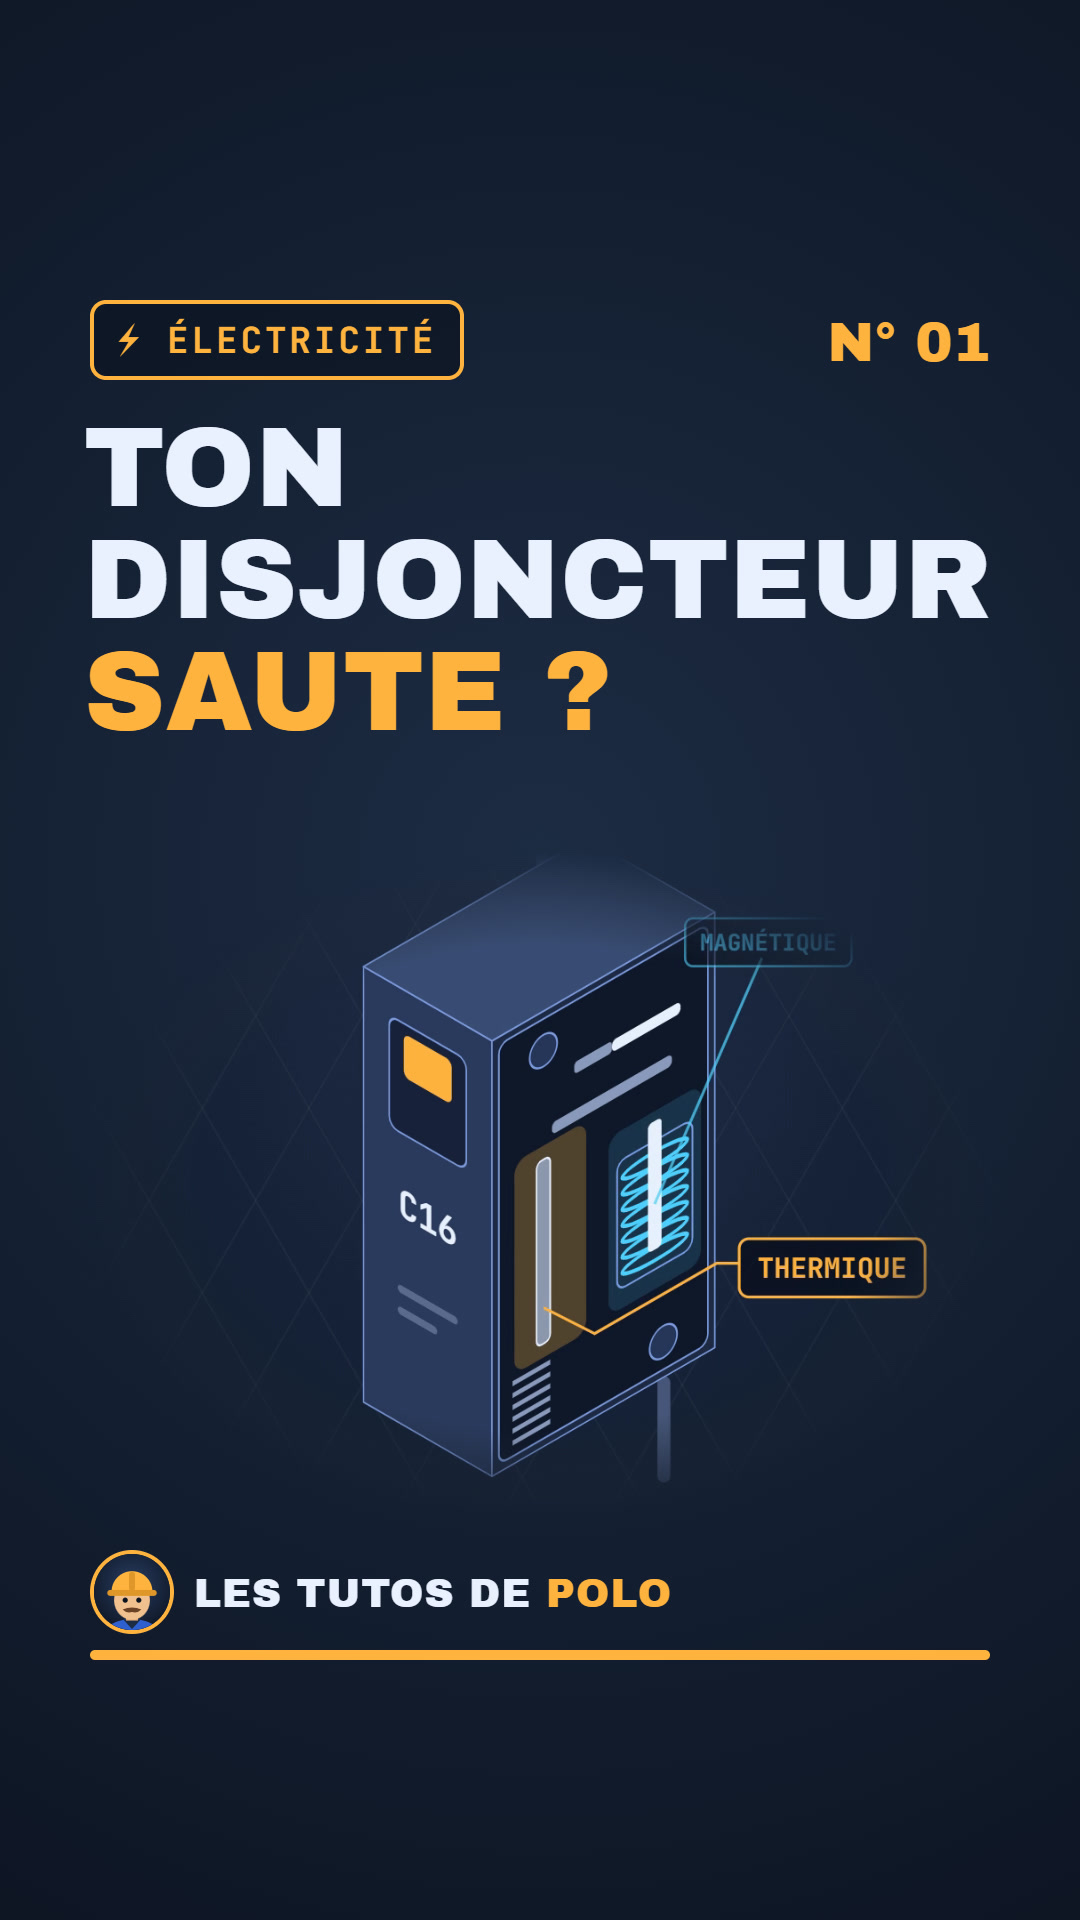 ⚡ ÉLECTRICITÉ
N° 01
TON
DISJONCTEUR
SAUTE ?
MAGNÉTIQUE
C16
THERMIQUE
LES TUTOS DE POLO